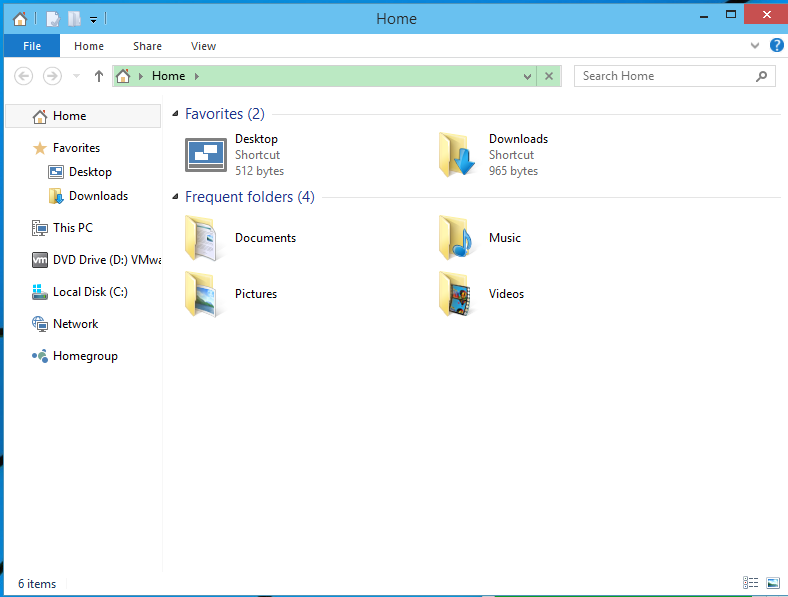 Home
File
Home
Share
View
Home
Search Home
Home
Favorites
Desktop
Downloads
This PC
DVD Drive (D:) VMwa
Local Disk (C:)
Network
Homegroup
Favorites (2)
Desktop
Shortcut
512 bytes
Downloads
Shortcut
965 bytes
Frequent folders (4)
Documents
Music
Pictures
Videos
6 items